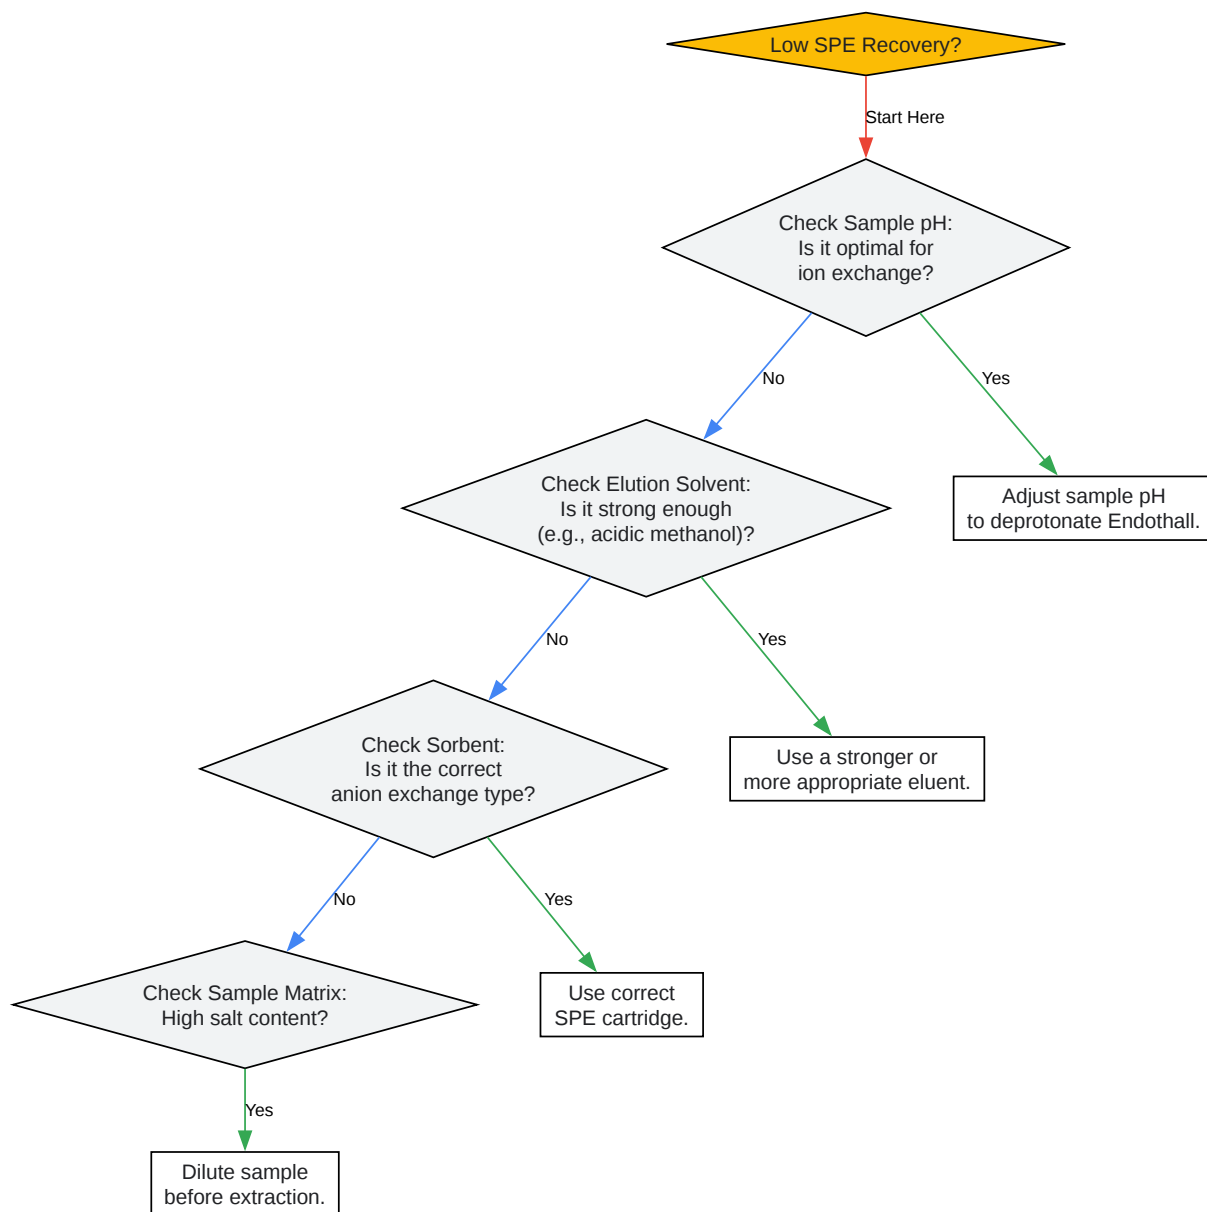 Low SPE Recovery?
Start Here
Check Sample pH:
Is it optimal for
ion exchange?
No
Yes
Check Elution Solvent:
Is it strong enough
(e.g., acidic methanol)?
Adjust sample pH
to deprotonate Endothall.
No
Yes
Check Sorbent:
Is it the correct
anion exchange type?
Use a stronger or
more appropriate eluent.
No
Yes
Check Sample Matrix:
High salt content?
Use correct
SPE cartridge.
Yes
Dilute sample
before extraction.